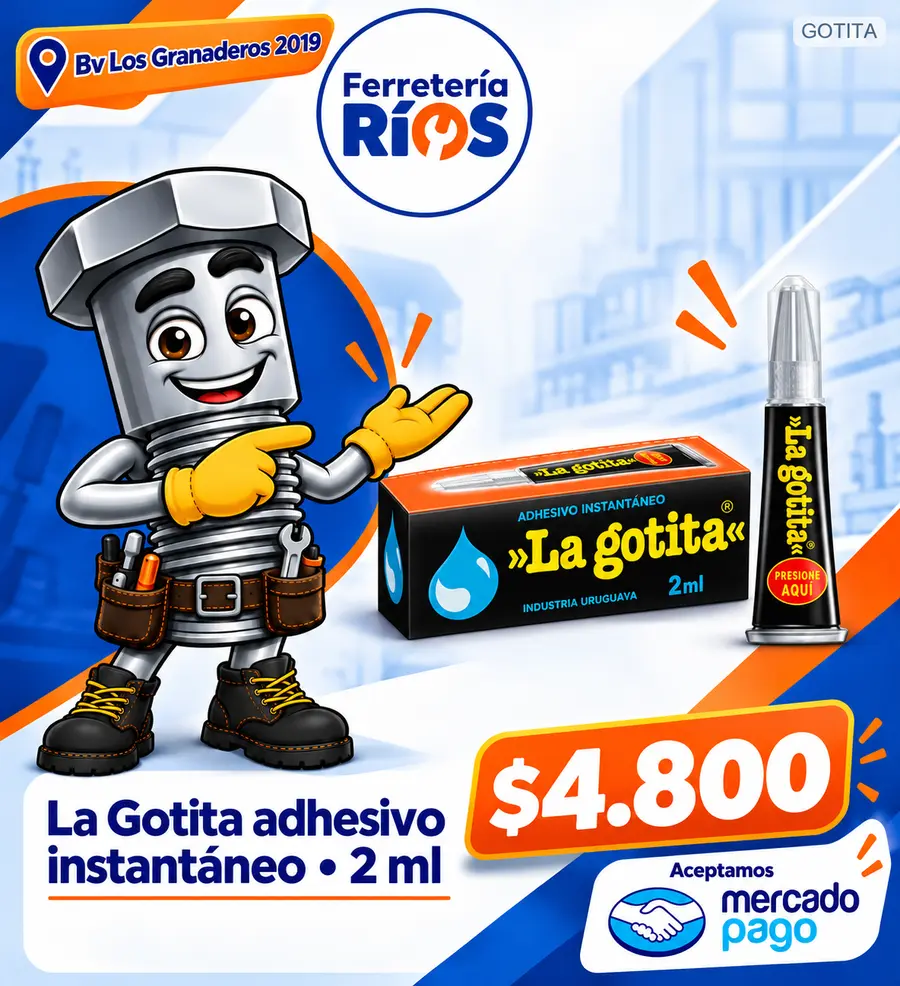 Bv Los Granaderos 2019
Ferretería
Ríos
GOTITA
»La gotita«
ADHESIVO INSTANTÁNEO
»La gotita«®
2ml
INDUSTRIA URUGUAYA
»La gotita«®
PRESIONE
AQUÍ
$4.800
La Gotita adhesivo
instantáneo • 2 ml
Aceptamos
mercado
pago